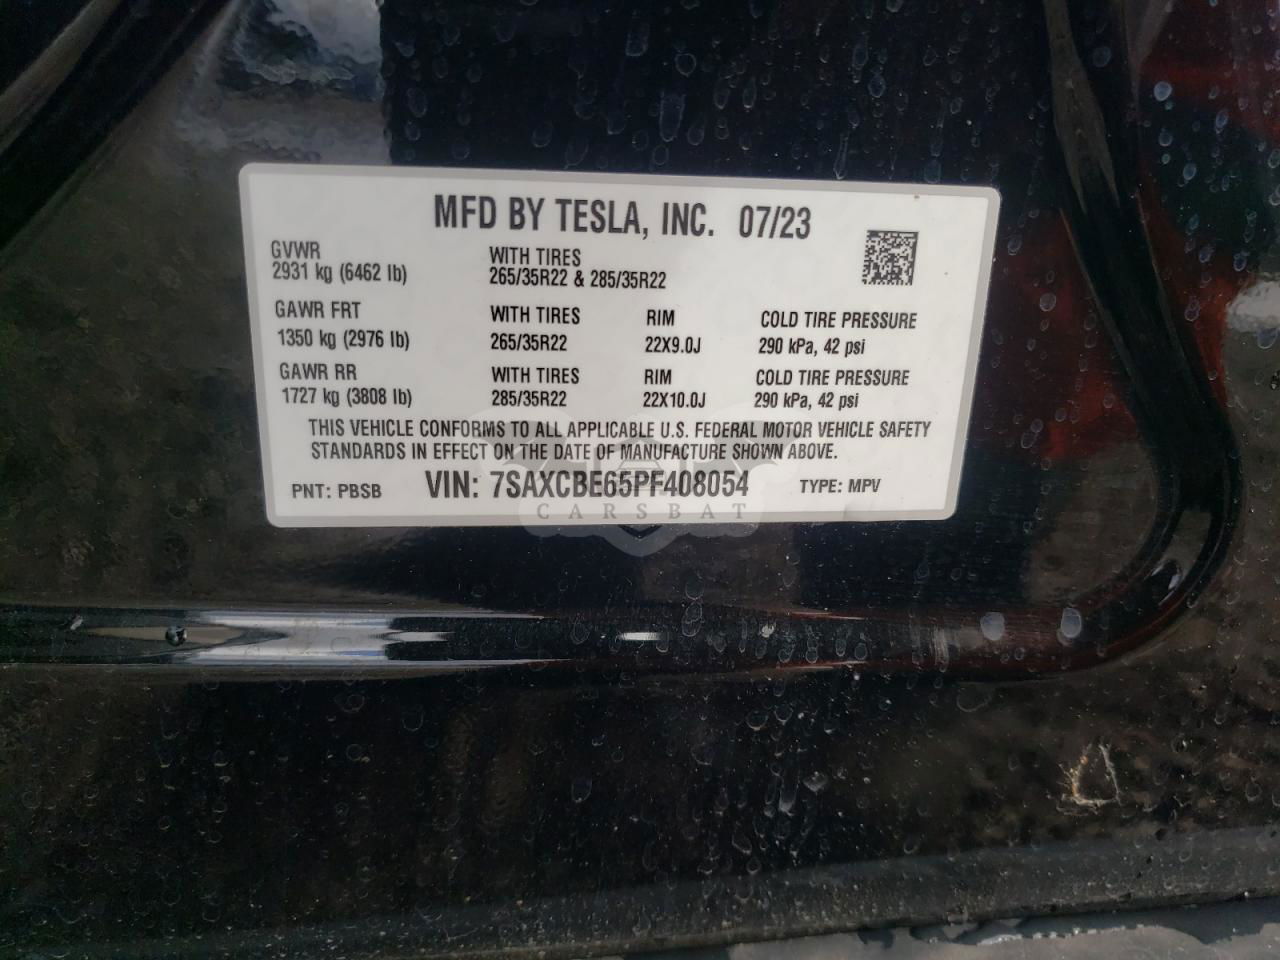 MFD BY TESLA, INC. 07/23
GVWR WITH TIRES
2931 kg (6462 lb) 265/35R22 & 285/35R22
GAWR FRT WITH TIRES RIM COLD TIRE PRESSURE
1350 kg (2976 lb) 265/35R22 22X9.0J 290 kPa, 42 psi
GAWR RR WITH TIRES RIM COLD TIRE PRESSURE
1727 kg (3808 lb) 285/35R22 22X10.0J 290 kPa, 42 psi
THIS VEHICLE CONFORMS TO ALL APPLICABLE U.S. FEDERAL MOTOR VEHICLE SAFETY
STANDARDS IN EFFECT ON THE DATE OF MANUFACTURE SHOWN ABOVE.
PNT: PBSB VIN: 7SAXCBE65PF408054 TYPE: MPV
CARSBAT